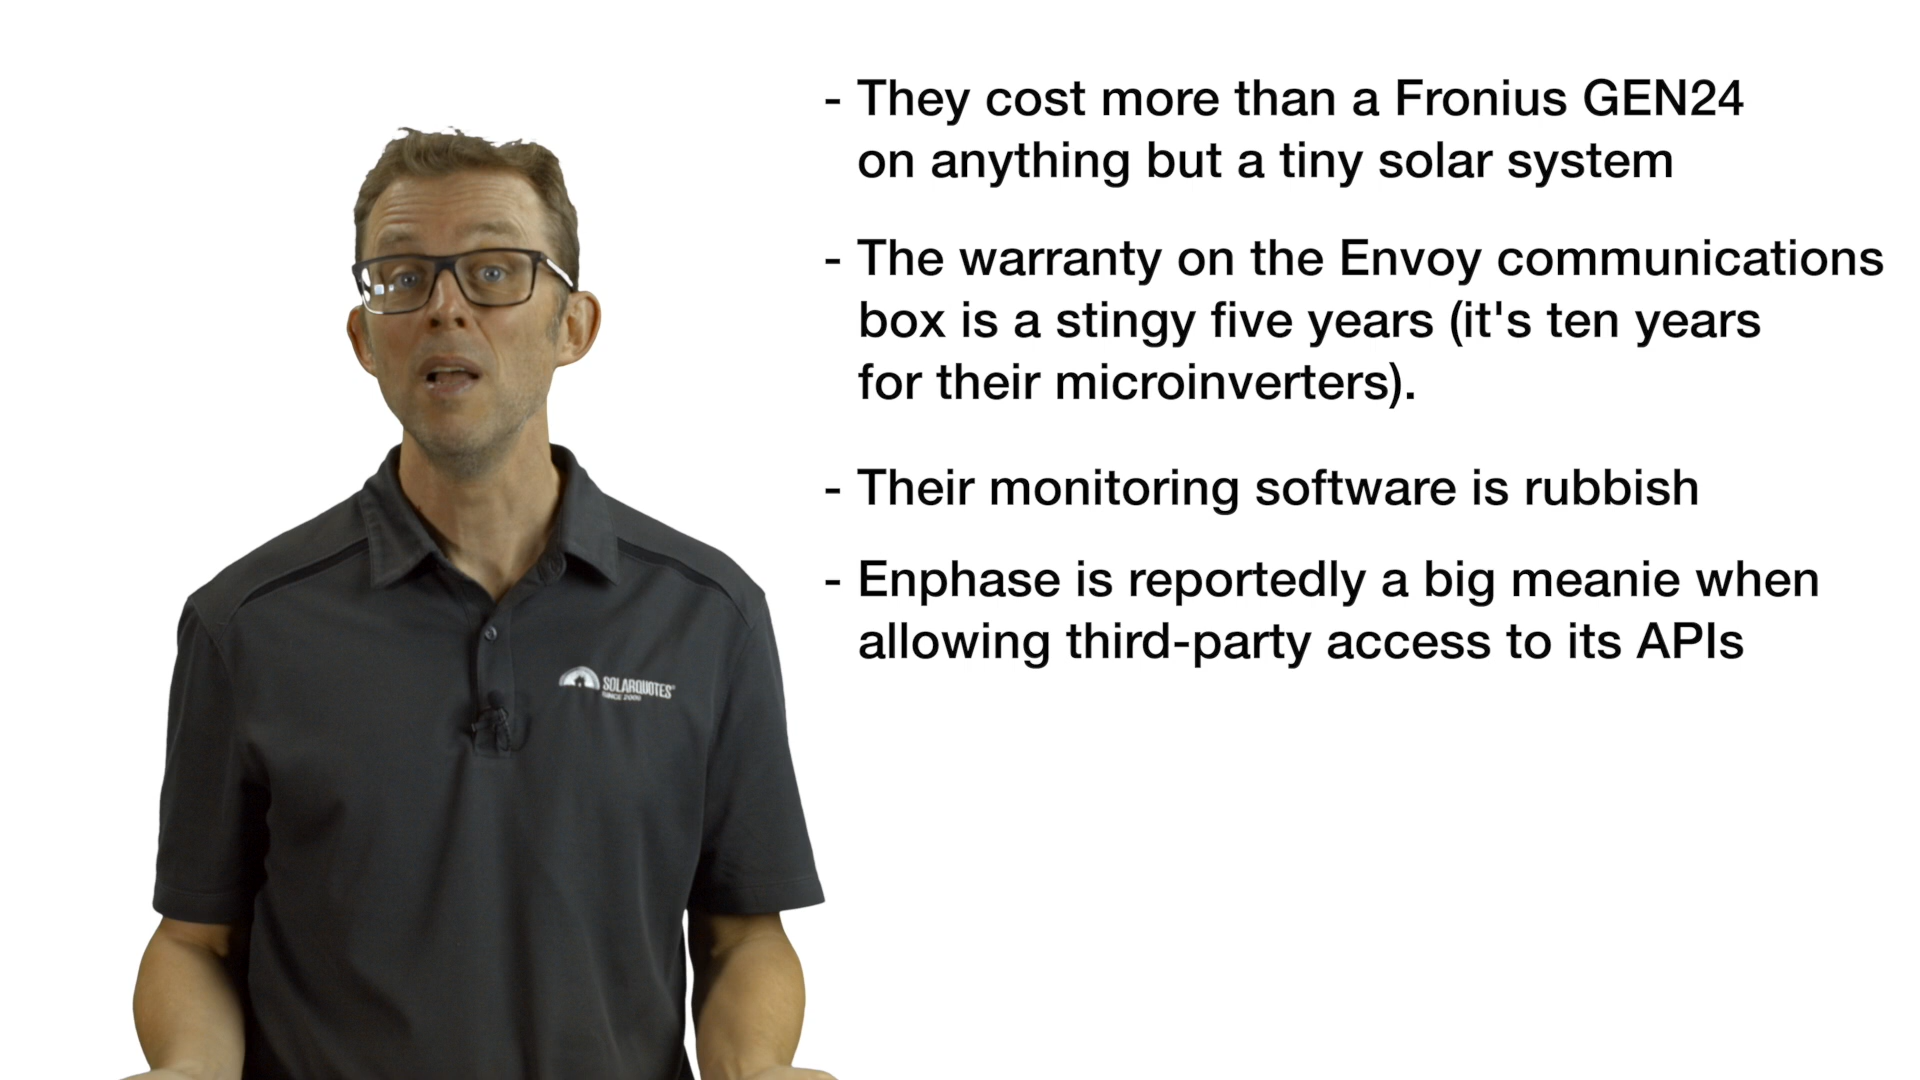 - They cost more than a Fronius GEN24
on anything but a tiny solar system
- The warranty on the Envoy communications
box is a stingy five years (it's ten years
for their microinverters).
- Their monitoring software is rubbish
- Enphase is reportedly a big meanie when
allowing third-party access to its APIs
SOLARQUOTES
SINCE 2009